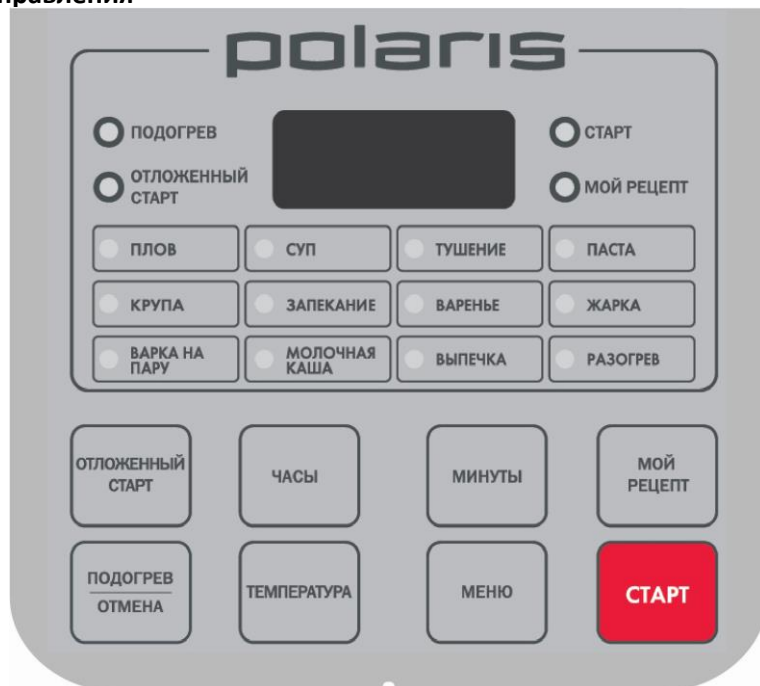 правления
polaris
ПОДОГРЕВ
СТАРТ
ОТЛОЖЕННЫЙ
СТАРТ
МОЙ РЕЦЕПТ
ПЛОВ
СУП
ТУШЕНИЕ
ПАСТА
КРУПА
ЗАПЕКАНИЕ
ВАРЕНЬЕ
ЖАРКА
ВАРКА НА
ПАРУ
МОЛОЧНАЯ
КАША
ВЫПЕЧКА
РАЗОГРЕВ
ОТЛОЖЕННЫЙ
СТАРТ
ЧАСЫ
МИНУТЫ
МОЙ
РЕЦЕПТ
ПОДОГРЕВ
ОТМЕНА
ТЕМПЕРАТУРА
МЕНЮ
СТАРТ